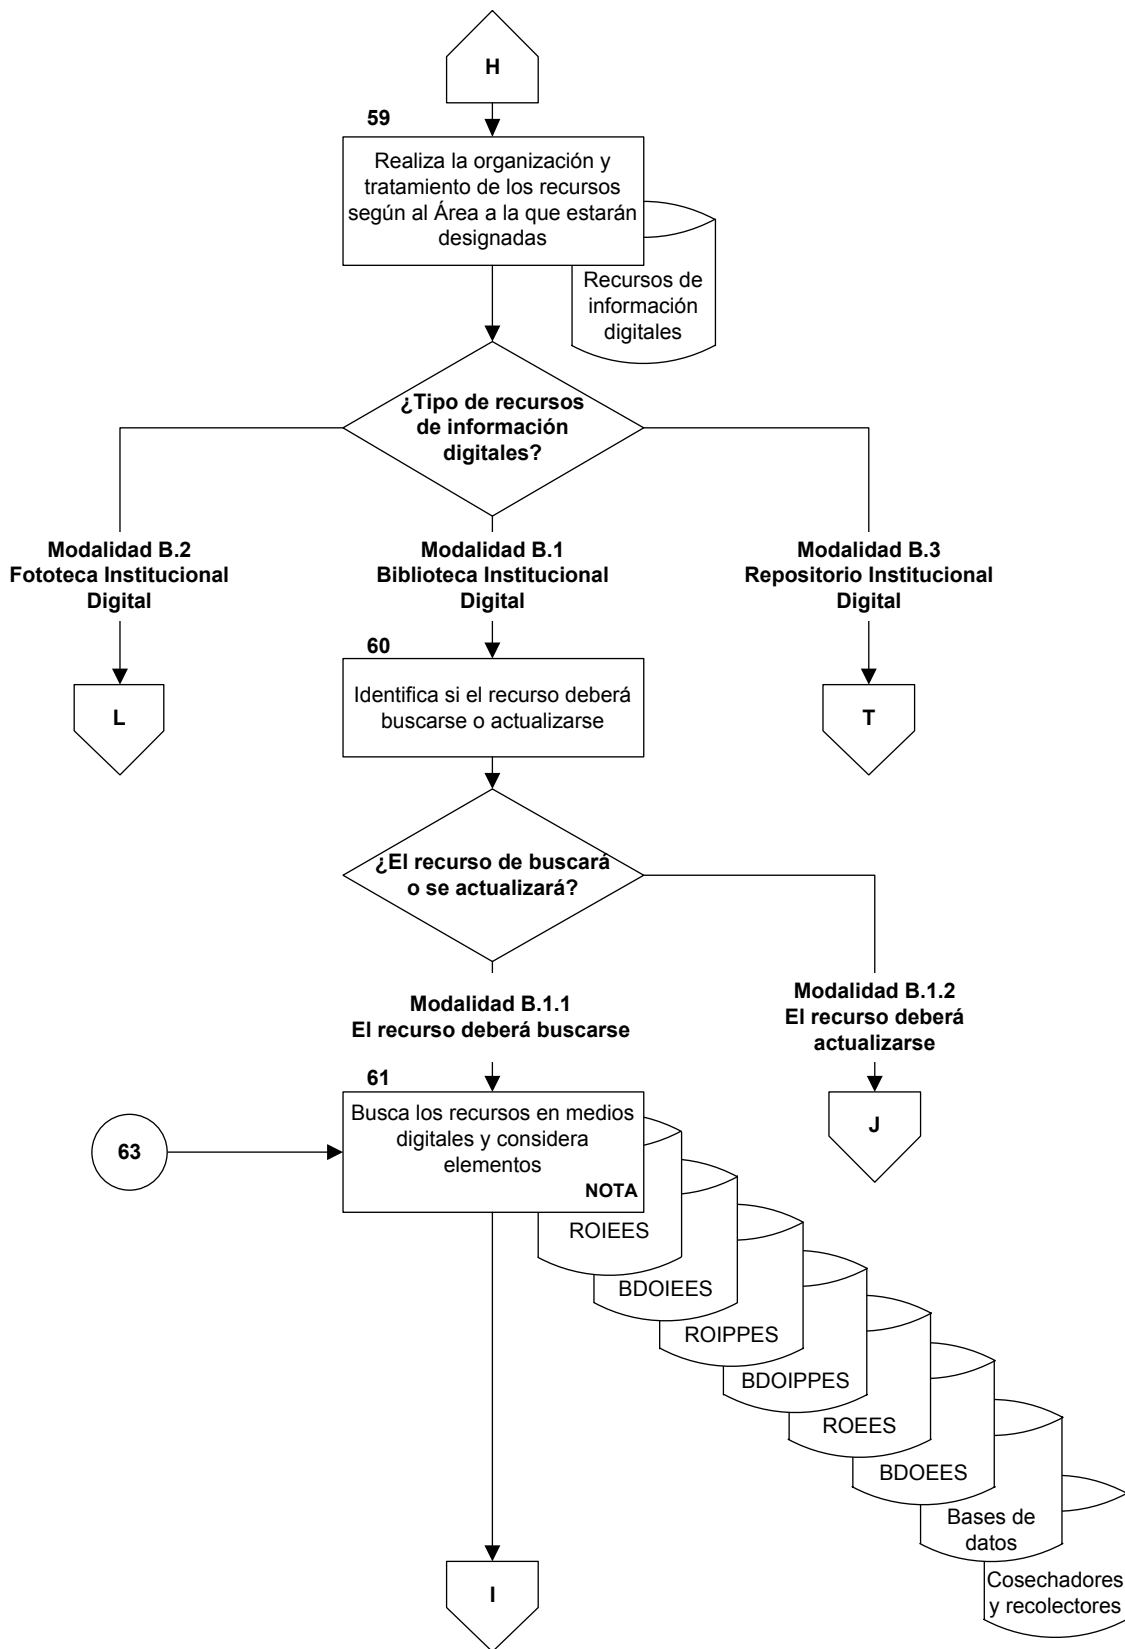 H
59
Realiza la organización y
tratamiento de los recursos
según al Área a la que estarán
designadas
Recursos de
información
digitales
¿Tipo de recursos
de información
digitales?
Modalidad B.2
Fototeca Institucional
Digital
Modalidad B.1
Biblioteca Institucional
Digital
Modalidad B.3
Repositorio Institucional
Digital
L
60
Identifica si el recurso deberá
buscarse o actualizarse
T
¿El recurso de buscará
o se actualizará?
Modalidad B.1.1
El recurso deberá buscarse
Modalidad B.1.2
El recurso deberá
actualizarse
63
61
Busca los recursos en medios
digitales y considera
elementos
NOTA
J
ROIEES
BDOIEES
ROIPPES
BDOIPPES
ROEES
BDOEES
Bases de
datos
Cosechadores
y recolectores
I